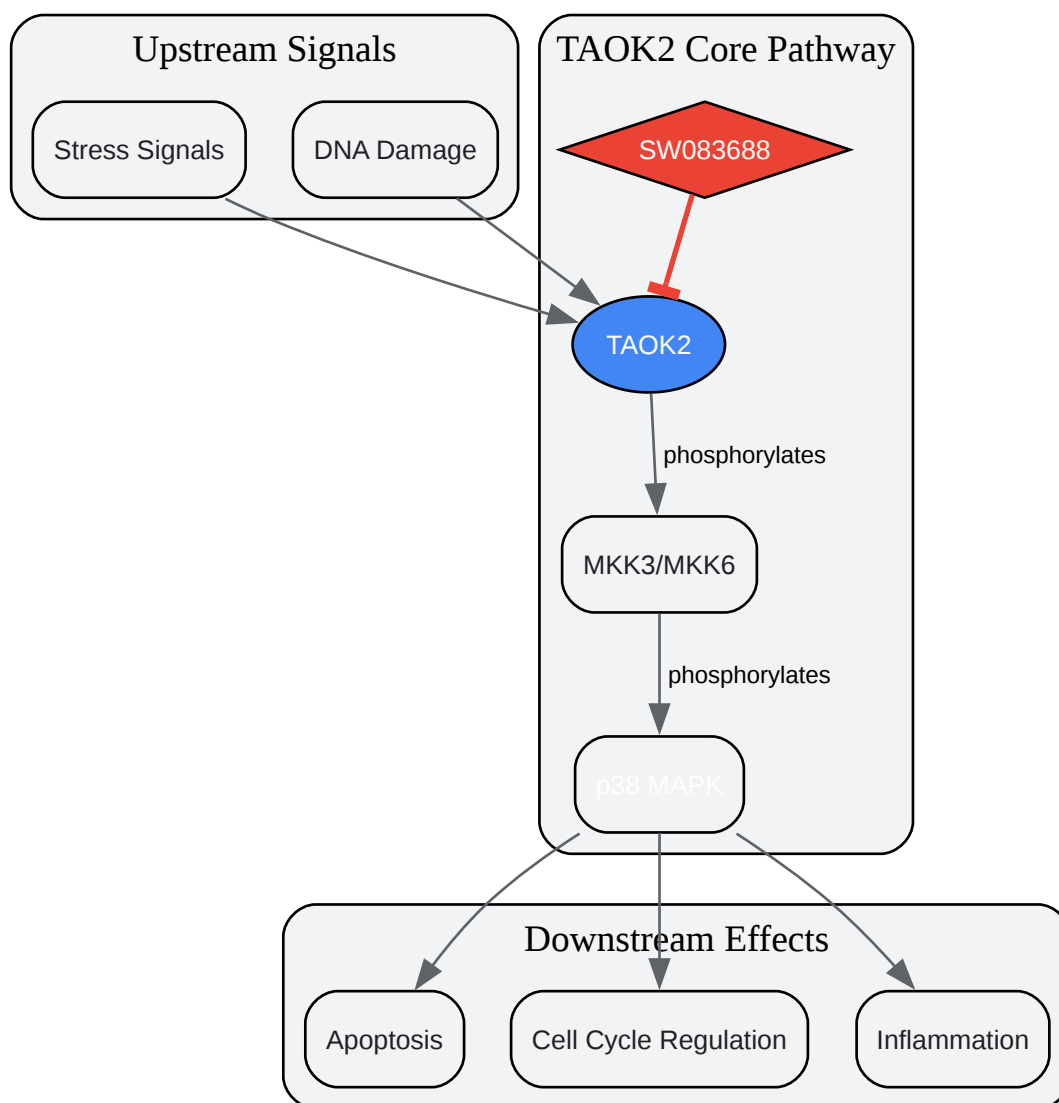 Upstream Signals
TAOK2 Core Pathway
Stress Signals
DNA Damage
SW083688
TAOK2
phosphorylates
MKK3/MKK6
phosphorylates
p38 MAPK
Downstream Effects
Apoptosis
Cell Cycle Regulation
Inflammation